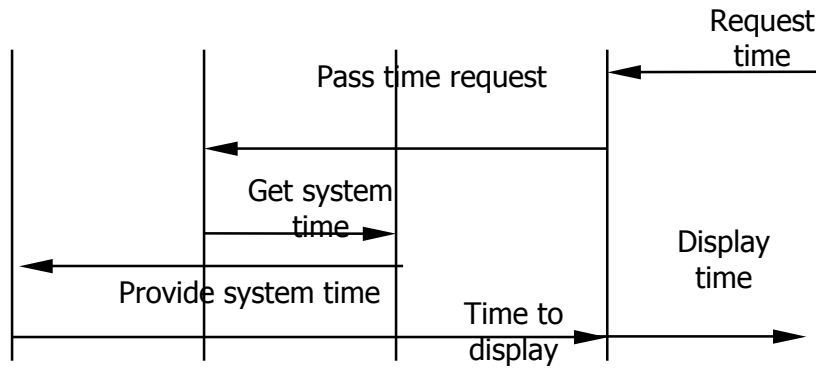 Request
time
Pass time request
Get system
time
Display
time
Provide system time
Time to
display